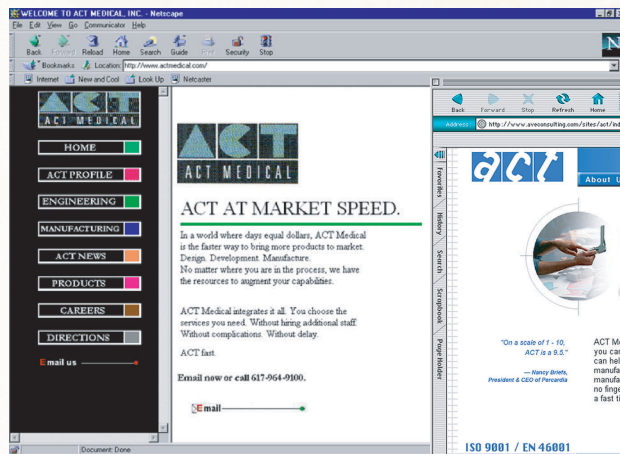 WELCOME TO ACT MEDICAL, INC. - Netscape
File Edit View Go Communicator Help
Back Forward Reload Home Search Guide Print Security Stop
Bookmarks Location: http://www.actmedical.com/
Internet New and Cool Look Up Netcaster
ACT MEDICAL
HOME
ACT PROFILE
ENGINEERING
MANUFACTURING
ACT NEWS
PRODUCTS
CAREERS
DIRECTIONS
Email us
ACT
ACT MEDICAL
ACT AT MARKET SPEED.
In a world where days equal dollars, ACT Medical
is the faster way to bring more products to market.
Design. Development. Manufacture.
No matter where you are in the process, we have
the resources to augment your capabilities.
ACT Medical integrates it all. You choose the
services you need. Without hiring additional staff.
Without complications. Without delay.
ACT fast.
Email now or call 617-964-9100.
Email
Document: Done
Back Forward Stop Refresh Home
Address: http://www.aveconsulting.com/sites/act/ind
Favorites
History
Search
Scrapbook
Page Holder
act
About U
"On a scale of 1 - 10,
ACT is a 9.5."
— Nancy Briefs,
President & CEO of Percardia
ACT Me
you can
can hel
manufa
manufa
no finge
a fast ti
ISO 9001 / EN 46001